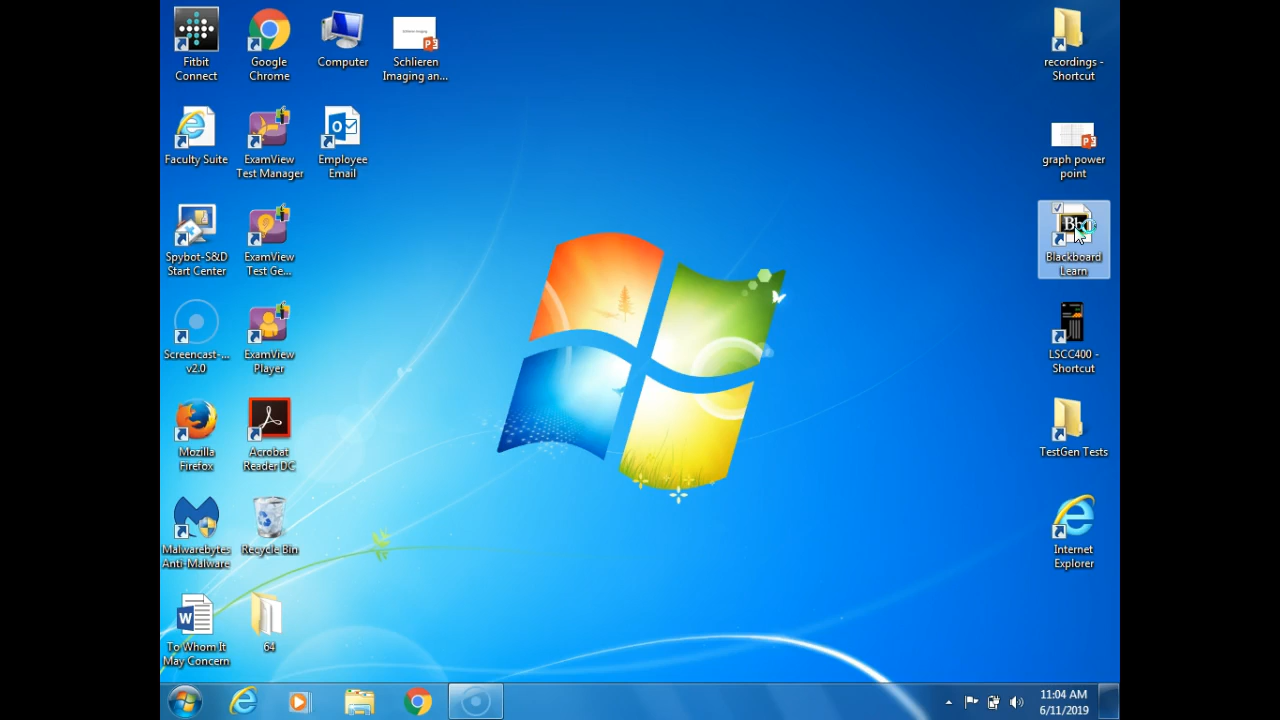 Fitbit
Connect
Google
Chrome
Computer
Schlieren
Imaging an...
recordings -
Shortcut
Faculty Suite
ExamView
Test Manager
Employee
Email
graph power
point
Spybot-S&D
Start Center
ExamView
Test Ge...
Bb
Blackboard
Learn
Screencast-...
v2.0
ExamView
Player
LSCC400 -
Shortcut
Mozilla
Firefox
Acrobat
Reader DC
TestGen Tests
Malwarebytes
Anti-Malware
Recycle Bin
Internet
Explorer
To Whom It
May Concern
64
11:04 AM
6/11/2019